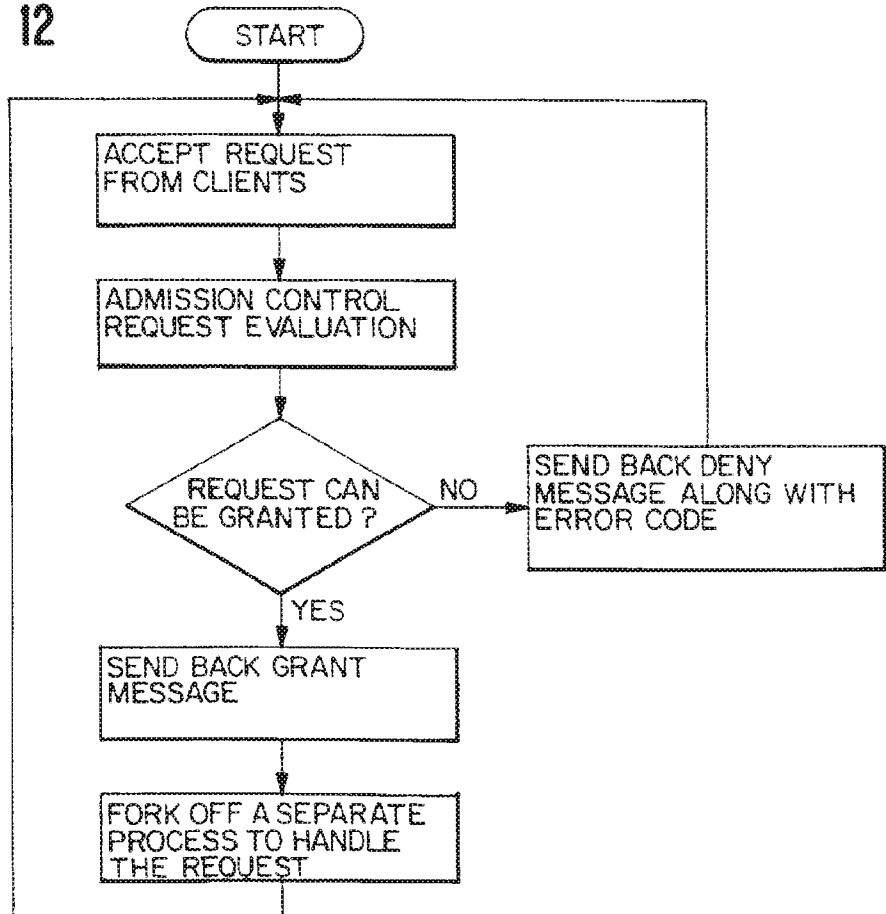 12
START
ACCEPT REQUEST
FROM CLIENTS
ADMISSION CONTROL
REQUEST EVALUATION
REQUEST CAN
BE GRANTED ?
NO
SEND BACK DENY
MESSAGE ALONG WITH
ERROR CODE
YES
SEND BACK GRANT
MESSAGE
FORK OFF A SEPARATE
PROCESS TO HANDLE
THE REQUEST